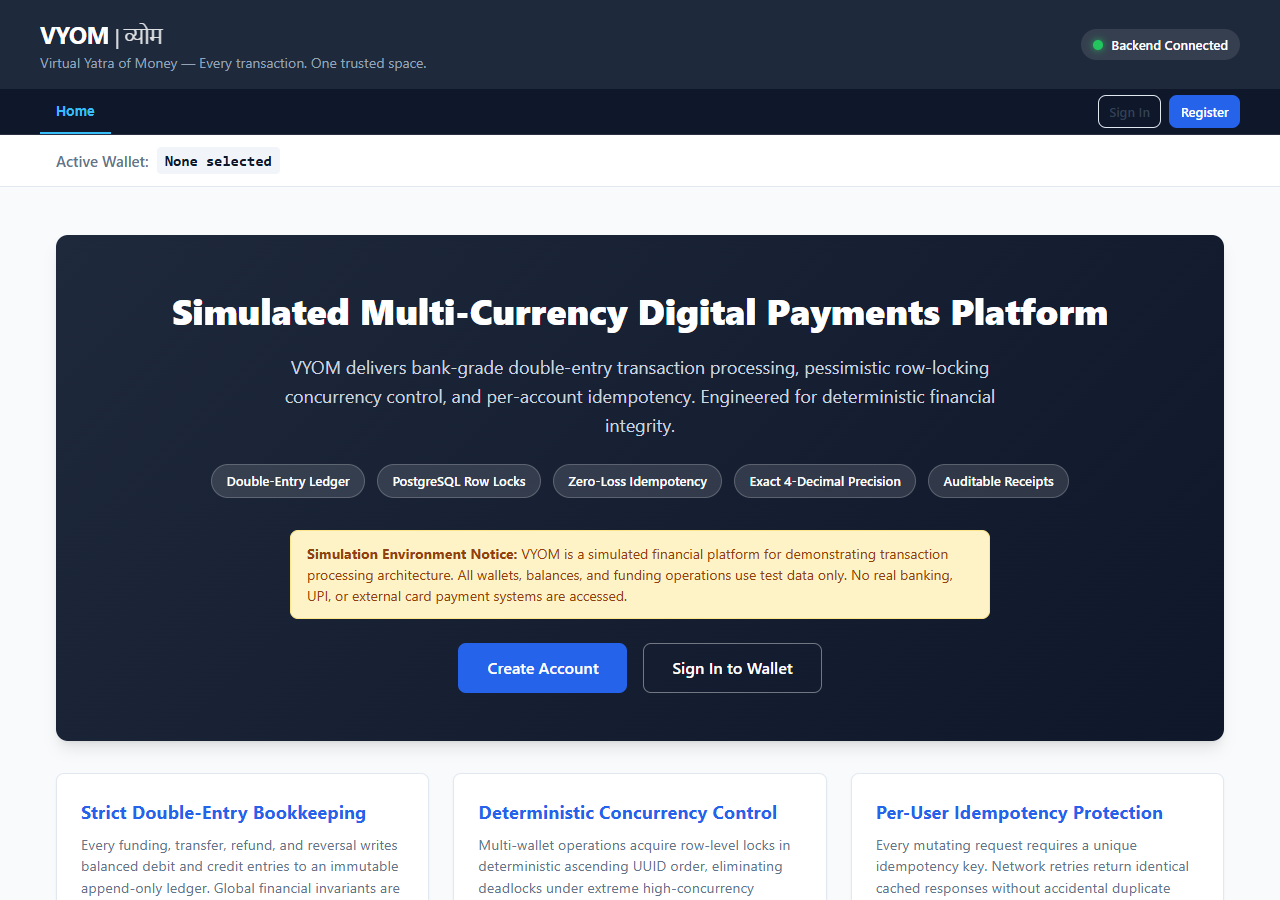 VYOM | व्योम
Virtual Yatra of Money — Every transaction. One trusted space.
Backend Connected
Home
Sign In
Register
Active Wallet: None selected
Simulated Multi-Currency Digital Payments Platform
VYOM delivers bank-grade double-entry transaction processing, pessimistic row-locking
concurrency control, and per-account idempotency. Engineered for deterministic financial
integrity.
Double-Entry Ledger
PostgreSQL Row Locks
Zero-Loss Idempotency
Exact 4-Decimal Precision
Auditable Receipts
Simulation Environment Notice: VYOM is a simulated financial platform for demonstrating transaction
processing architecture. All wallets, balances, and funding operations use test data only. No real banking,
UPI, or external card payment systems are accessed.
Create Account
Sign In to Wallet
Strict Double-Entry Bookkeeping
Every funding, transfer, refund, and reversal writes
balanced debit and credit entries to an immutable
append-only ledger. Global financial invariants are
Deterministic Concurrency Control
Multi-wallet operations acquire row-level locks in
deterministic ascending UUID order, eliminating
deadlocks under extreme high-concurrency
Per-User Idempotency Protection
Every mutating request requires a unique
idempotency key. Network retries return identical
cached responses without accidental duplicate